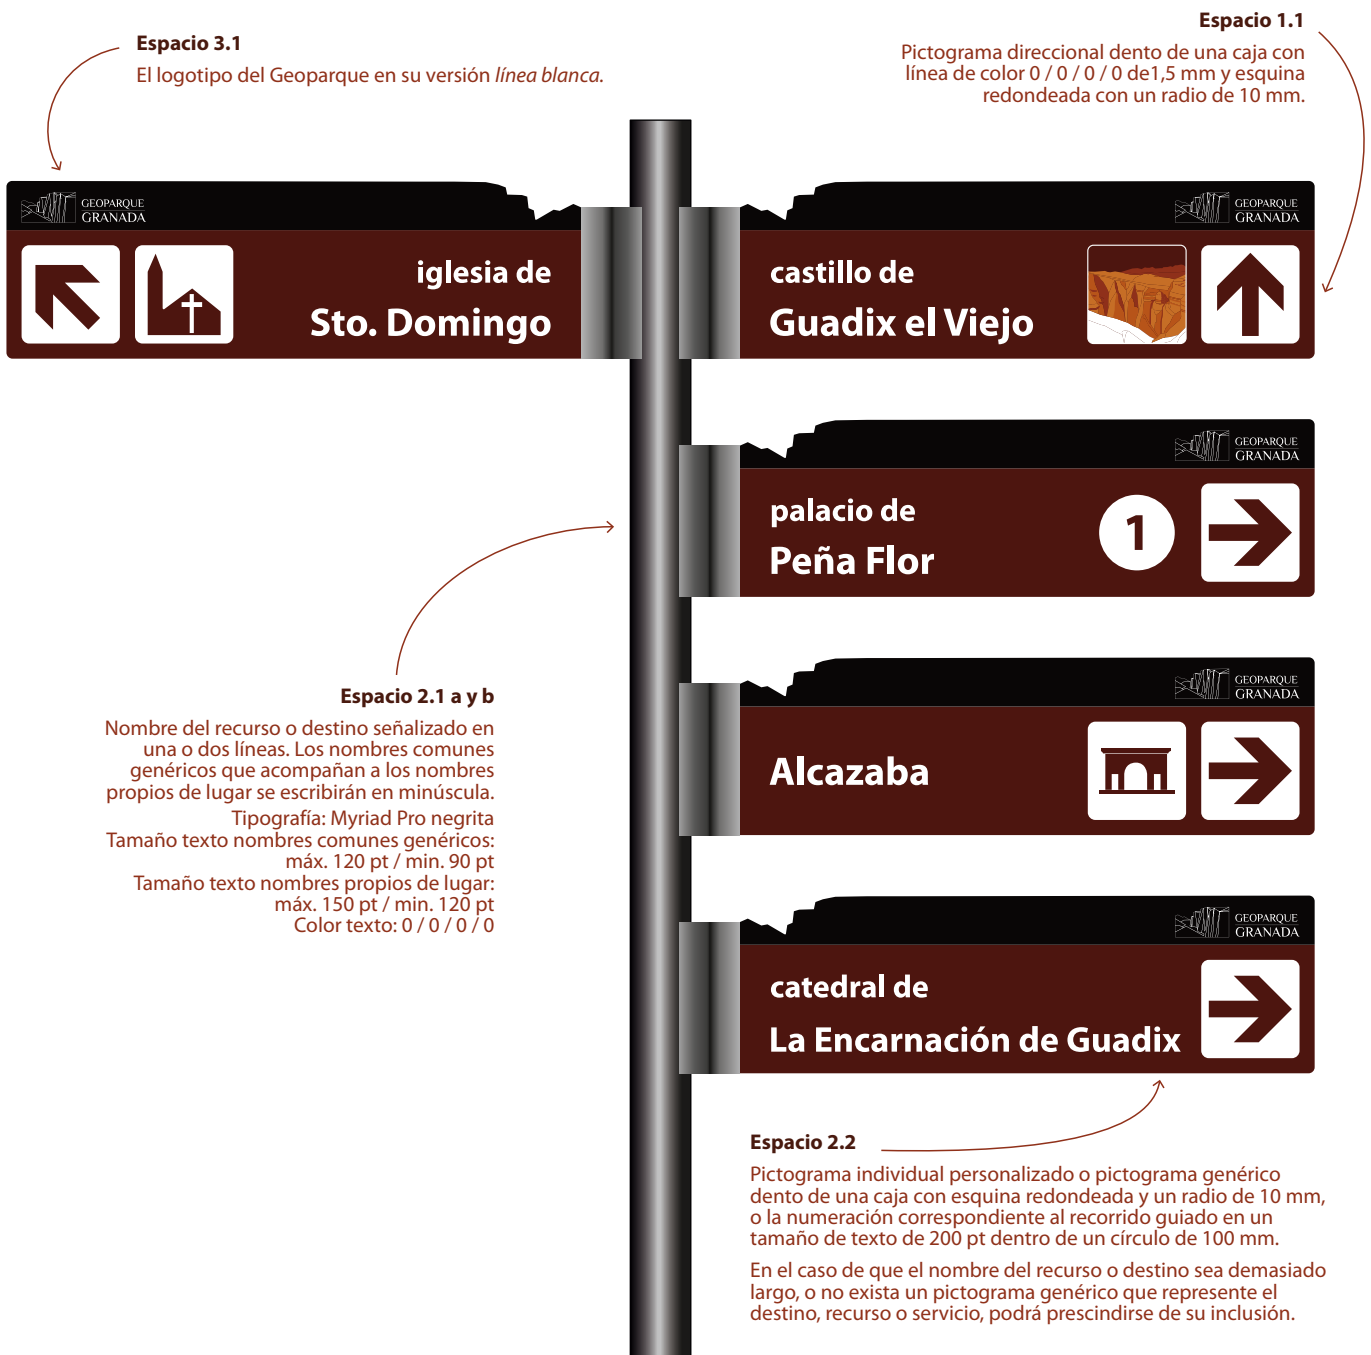 Espacio 3.1
El logotipo del Geoparque en su versión línea blanca.
Espacio 1.1
Pictograma direccional dento de una caja con
línea de color 0 / 0 / 0 / 0 de1,5 mm y esquina
redondeada con un radio de 10 mm.
GEOPARQUE
GRANADA
iglesia de
Sto. Domingo
GEOPARQUE
GRANADA
castillo de
Guadix el Viejo
GEOPARQUE
GRANADA
palacio de
Peña Flor
1
Espacio 2.1 a y b
Nombre del recurso o destino señalizado en
una o dos líneas. Los nombres comunes
genéricos que acompañan a los nombres
propios de lugar se escribirán en minúscula.
Tipografía: Myriad Pro negrita
Tamaño texto nombres comunes genéricos:
máx. 120 pt / min. 90 pt
Tamaño texto nombres propios de lugar:
máx. 150 pt / min. 120 pt
Color texto: 0 / 0 / 0 / 0
GEOPARQUE
GRANADA
Alcazaba
GEOPARQUE
GRANADA
catedral de
La Encarnación de Guadix
Espacio 2.2
Pictograma individual personalizado o pictograma genérico
dento de una caja con esquina redondeada y un radio de 10 mm,
o la numeración correspondiente al recorrido guiado en un
tamaño de texto de 200 pt dentro de un círculo de 100 mm.
En el caso de que el nombre del recurso o destino sea demasiado
largo, o no exista un pictograma genérico que represente el
destino, recurso o servicio, podrá prescindirse de su inclusión.